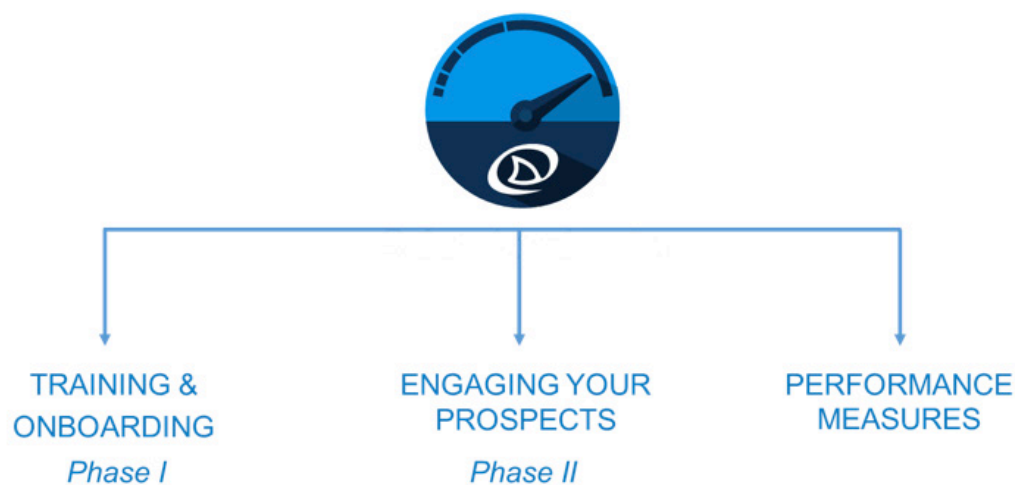 TRAINING &
ONBOARDING
Phase I
ENGAGING YOUR
PROSPECTS
Phase II
PERFORMANCE
MEASURES